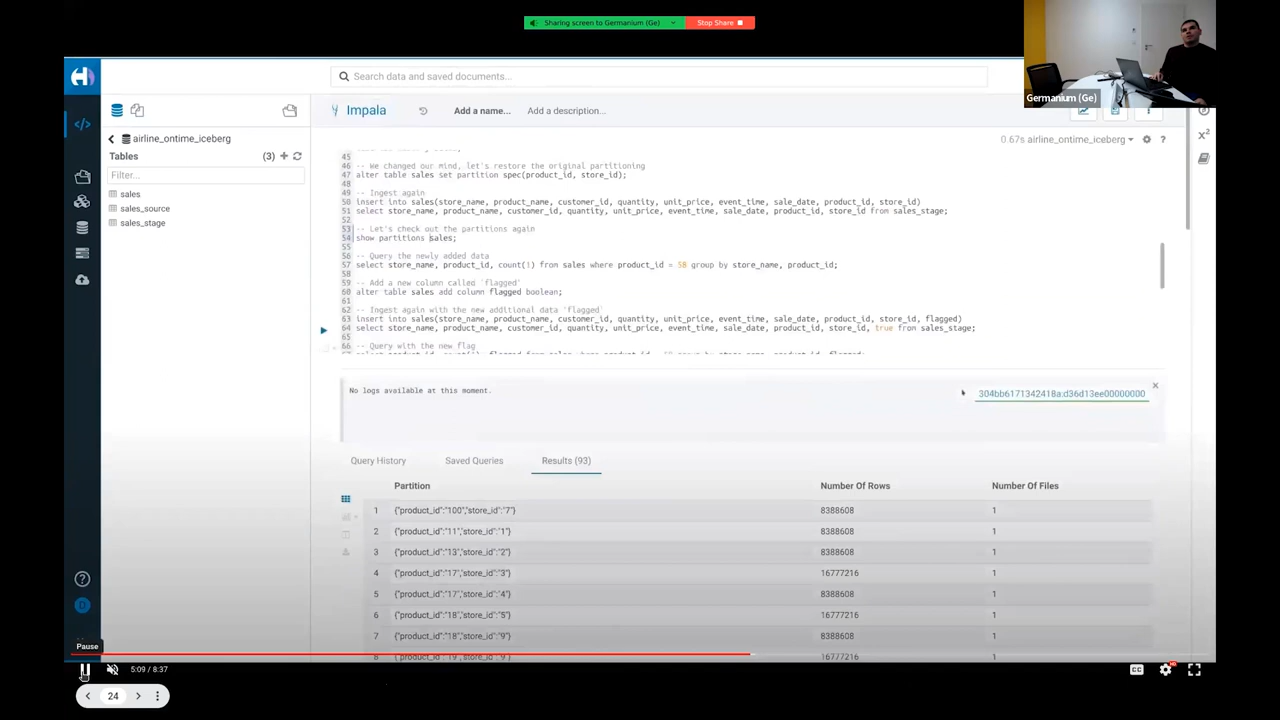 Sharing screen to Germanium (Ge)
Stop Share
Germanium (Ge)
Search data and saved documents...
Impala
Add a name...
Add a description...
airline_ontime_iceberg
0.67s airline_ontime_iceberg
?
x²
Tables
(3)
Filter...
sales
sales_source
sales_stage
45
46 -- We changed our mind, let's restore the original partitioning
47 alter table sales set partition spec(product_id, store_id);
48
49 -- Ingest again
50 insert into sales(store_name, product_name, customer_id, quantity, unit_price, event_time, sale_date, product_id, store_id)
51 select store_name, product_name, customer_id, quantity, unit_price, event_time, sale_date, product_id, store_id from sales_stage;
52
53 -- Let's check out the partitions again
54 show partitions sales;
55
56 -- Query the newly added data
57 select store_name, product_id, count(1) from sales where product_id = 58 group by store_name, product_id;
58
59 -- Add a new column called 'flagged'
60 alter table sales add column flagged boolean;
61
62 -- Ingest again with the new additional data 'flagged'
63 insert into sales(store_name, product_name, customer_id, quantity, unit_price, event_time, sale_date, product_id, store_id, flagged)
64 select store_name, product_name, customer_id, quantity, unit_price, event_time, sale_date, product_id, store_id, true from sales_stage;
65
66 -- Query with the new flag
No logs available at this moment.
304bb6171342418a:d36d13ee00000000
Query History
Saved Queries
Results (93)
Partition Number Of Rows Number Of Files
1 {"product_id":"100","store_id":"7"} 8388608 1
2 {"product_id":"11","store_id":"1"} 8388608 1
3 {"product_id":"13","store_id":"2"} 8388608 1
4 {"product_id":"17","store_id":"3"} 16777216 1
5 {"product_id":"17","store_id":"4"} 8388608 1
6 {"product_id":"18","store_id":"5"} 16777216 1
7 {"product_id":"18","store_id":"9"} 8388608 1
8 {"product_id":"19","store_id":"9"} 16777216 1
Pause
5:09 / 8:37
CC
HD
24